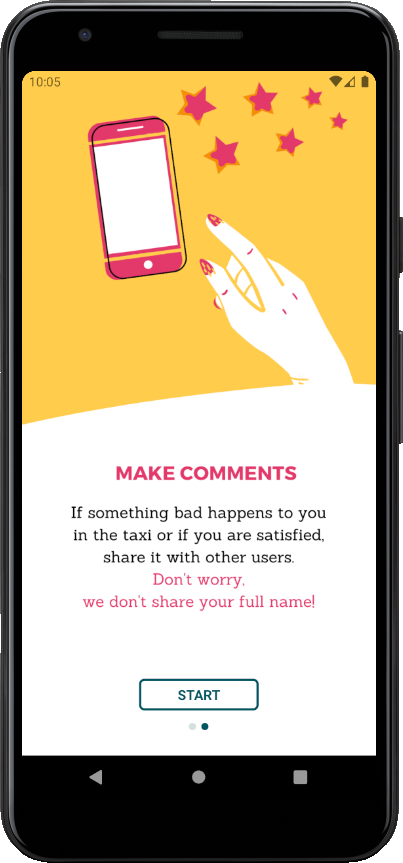 10:05
MAKE COMMENTS
If something bad happens to you
in the taxi or if you are satisfied,
share it with other users.
Don't worry,
we don't share your full name!
START